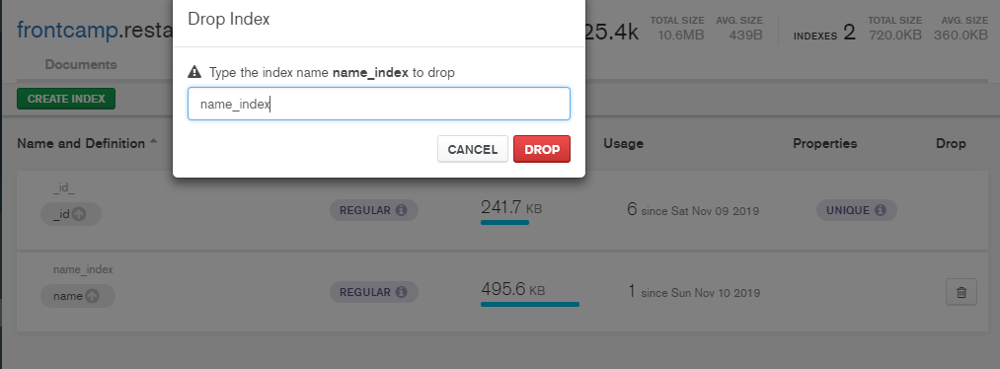 Drop Index
frontcamp.resta
25.4k TOTAL SIZE 10.6MB AVG. SIZE 439B INDEXES 2 TOTAL SIZE 720.0KB AVG. SIZE 360.0KB
Documents
Type the index name name_index to drop
name_index
CREATE INDEX
CANCEL DROP
Name and Definition Usage Properties Drop
_id_
_id REGULAR 241.7 KB 6 since Sat Nov 09 2019 UNIQUE
name_index
name REGULAR 495.6 KB 1 since Sun Nov 10 2019